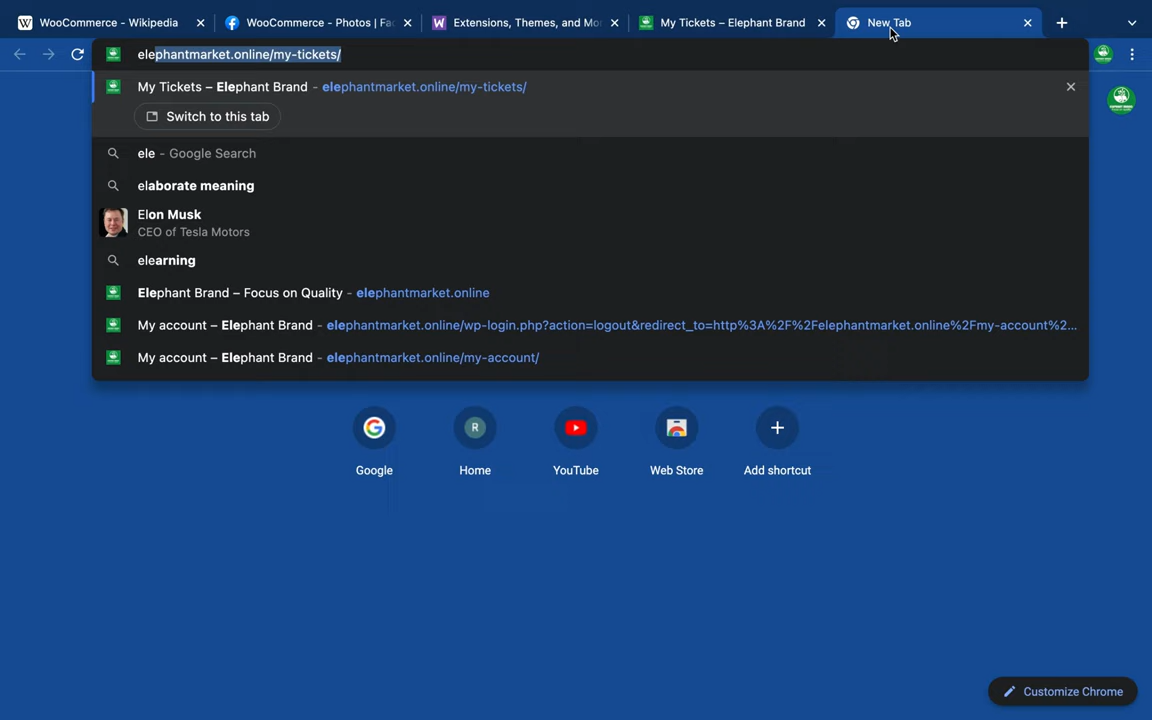 WooCommerce - Wikipedia
WooCommerce - Photos | Fac
Extensions, Themes, and Mo
My Tickets – Elephant Brand
New Tab
elephantmarket.online/my-tickets/
My Tickets – Elephant Brand - elephantmarket.online/my-tickets/
Switch to this tab
ele - Google Search
elaborate meaning
Elon Musk
CEO of Tesla Motors
elearning
Elephant Brand – Focus on Quality - elephantmarket.online
My account – Elephant Brand - elephantmarket.online/wp-login.php?action=logout&redirect_to=http%3A%2F%2Felephantmarket.online%2Fmy-account%2...
My account – Elephant Brand - elephantmarket.online/my-account/
R
Google
Home
YouTube
Web Store
Add shortcut
Customize Chrome